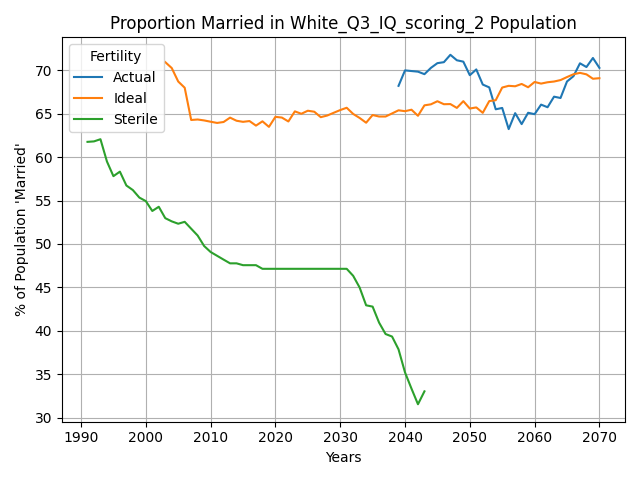 Proportion Married in White_Q3_IQ_scoring_2 Population
Fertility
Actual
Ideal
Sterile
% of Population 'Married'
70
65
60
55
50
45
40
35
30
1990 2000 2010 2020 2030 2040 2050 2060 2070
Years